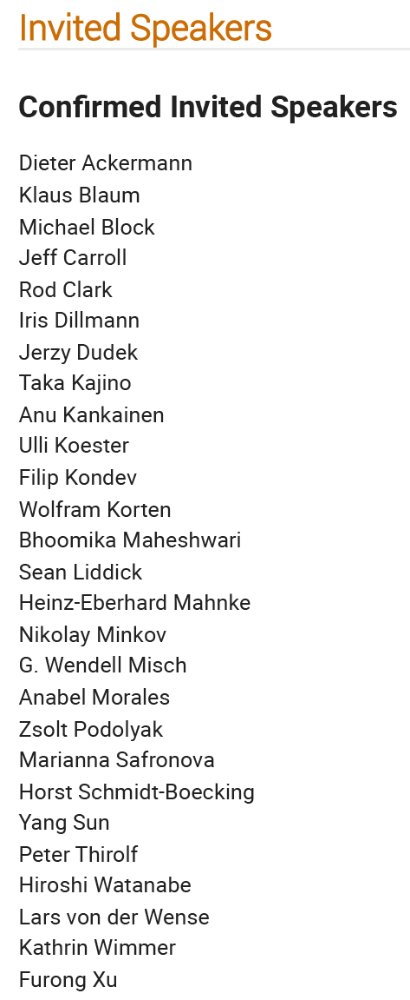 Invited Speakers
Confirmed Invited Speakers
Dieter Ackermann
Klaus Blaum
Michael Block
Jeff Carroll
Rod Clark
Iris Dillmann
Jerzy Dudek
Taka Kajino
Anu Kankainen
Ulli Koester
Filip Kondev
Wolfram Korten
Bhoomika Maheshwari
Sean Liddick
Heinz-Eberhard Mahnke
Nikolay Minkov
G. Wendell Misch
Anabel Morales
Zsolt Podolyak
Marianna Safronova
Horst Schmidt-Boecking
Yang Sun
Peter Thirolf
Hiroshi Watanabe
Lars von der Wense
Kathrin Wimmer
Furong Xu